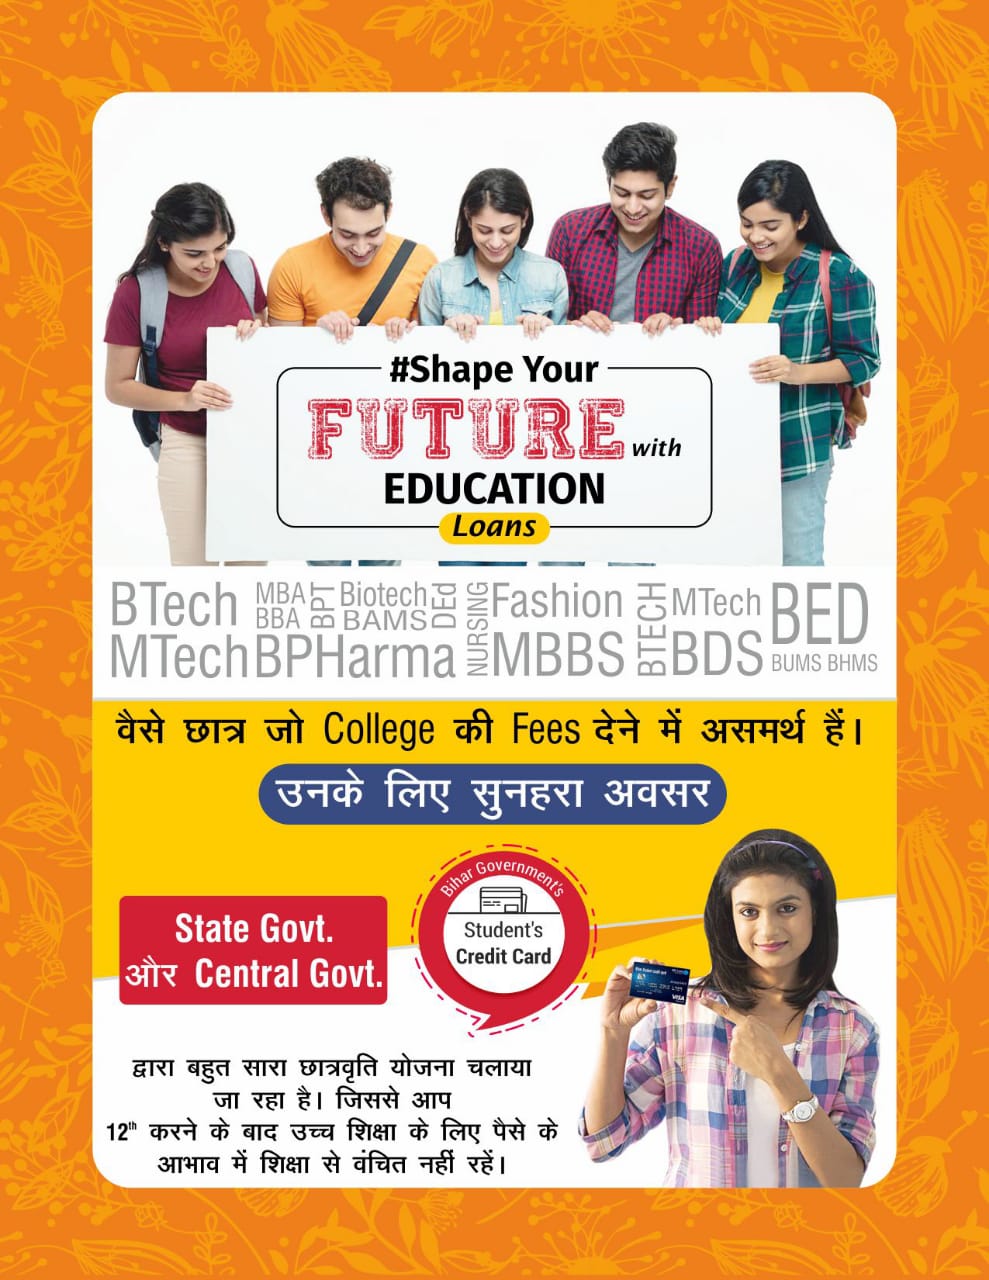 #Shape Your
FUTURE with
EDUCATION
Loans
BTech MBA BPT Biotech DEd NURSING Fashion BTECH MTech BED
BBA BAMS
MTech BPHarma MBBS BDS BUMS BHMS
वैसे छात्र जो College की Fees देने में असमर्थ हैं।
उनके लिए सुनहरा अवसर
Bihar Government's
Student's
Credit Card
State Govt.
और Central Govt.
VISA
द्वारा बहुत सारा छात्रवृति योजना चलाया
जा रहा है। जिससे आप
12th करने के बाद उच्च शिक्षा के लिए पैसे के
आभाव में शिक्षा से वंचित नहीं रहें।